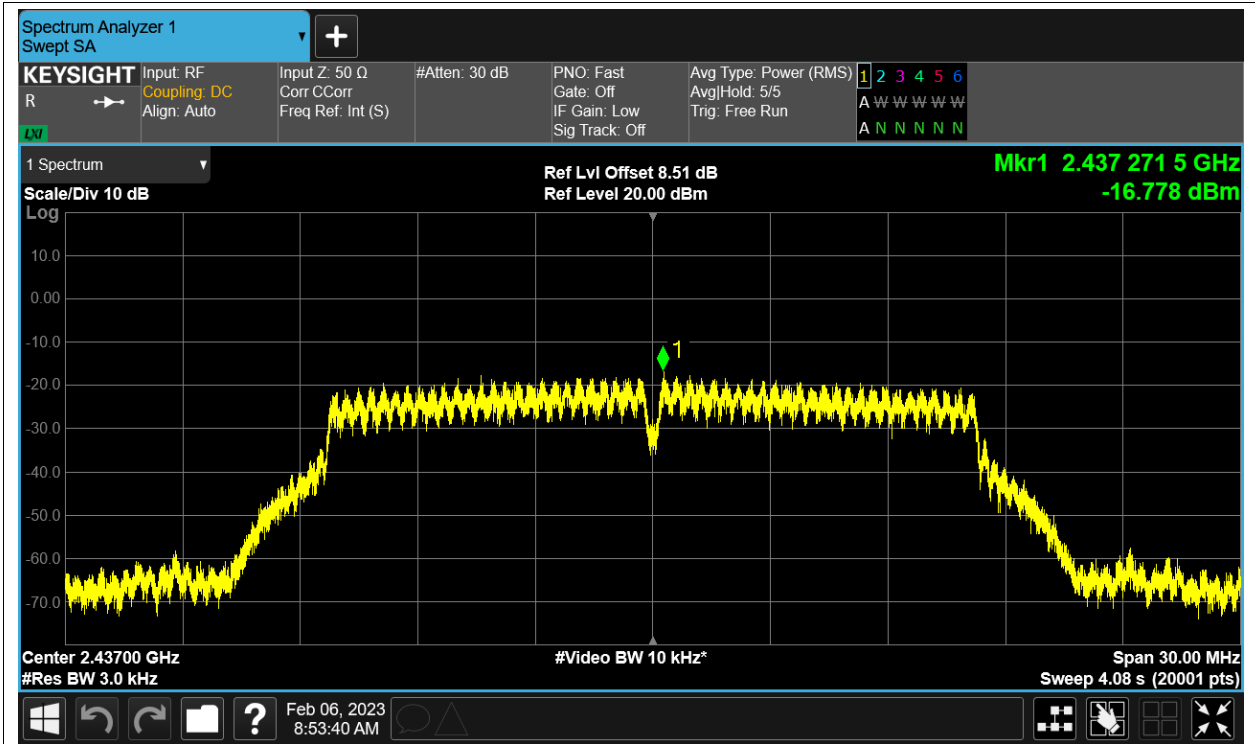 Spectrum Analyzer 1
Swept SA
KEYSIGHT
R
LXI
Input: RF
Coupling: DC
Align: Auto
Input Z: 50 Ω
Corr CCorr
Freq Ref: Int (S)
#Atten: 30 dB
PNO: Fast
Gate: Off
IF Gain: Low
Sig Track: Off
Avg Type: Power (RMS)
Avg|Hold: 5/5
Trig: Free Run
1 2 3 4 5 6
A W W W W W
A N N N N N
1 Spectrum
Scale/Div 10 dB
Log
Ref Lvl Offset 8.51 dB
Ref Level 20.00 dBm
Mkr1 2.437 271 5 GHz
-16.778 dBm
10.0
0.00
-10.0
1
-20.0
-30.0
-40.0
-50.0
-60.0
-70.0
Center 2.43700 GHz
#Res BW 3.0 kHz
#Video BW 10 kHz*
Span 30.00 MHz
Sweep 4.08 s (20001 pts)
?
Feb 06, 2023
8:53:40 AM